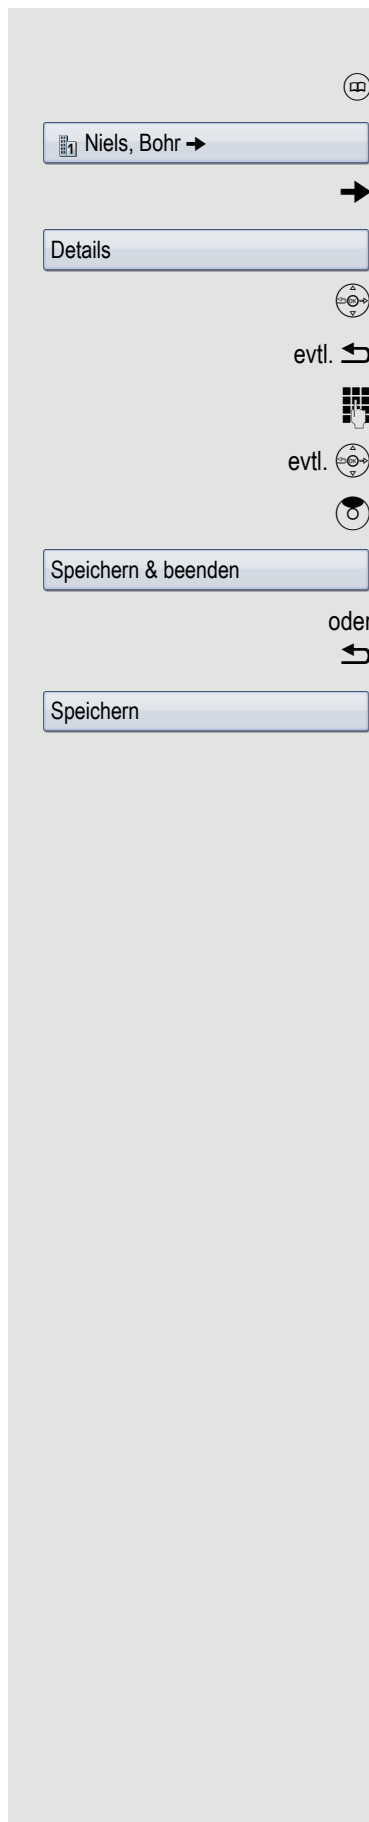 Niels, Bohr →
Details
evtl.
evtl.
Speichern & beenden
oder
Speichern